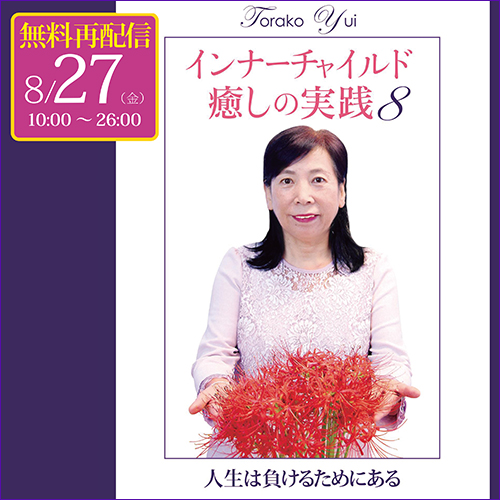 無料再配信
8/27(金)
10:00 〜 26:00
Torako Yui
インナーチャイルド
癒しの実践8
人生は負けるためにある